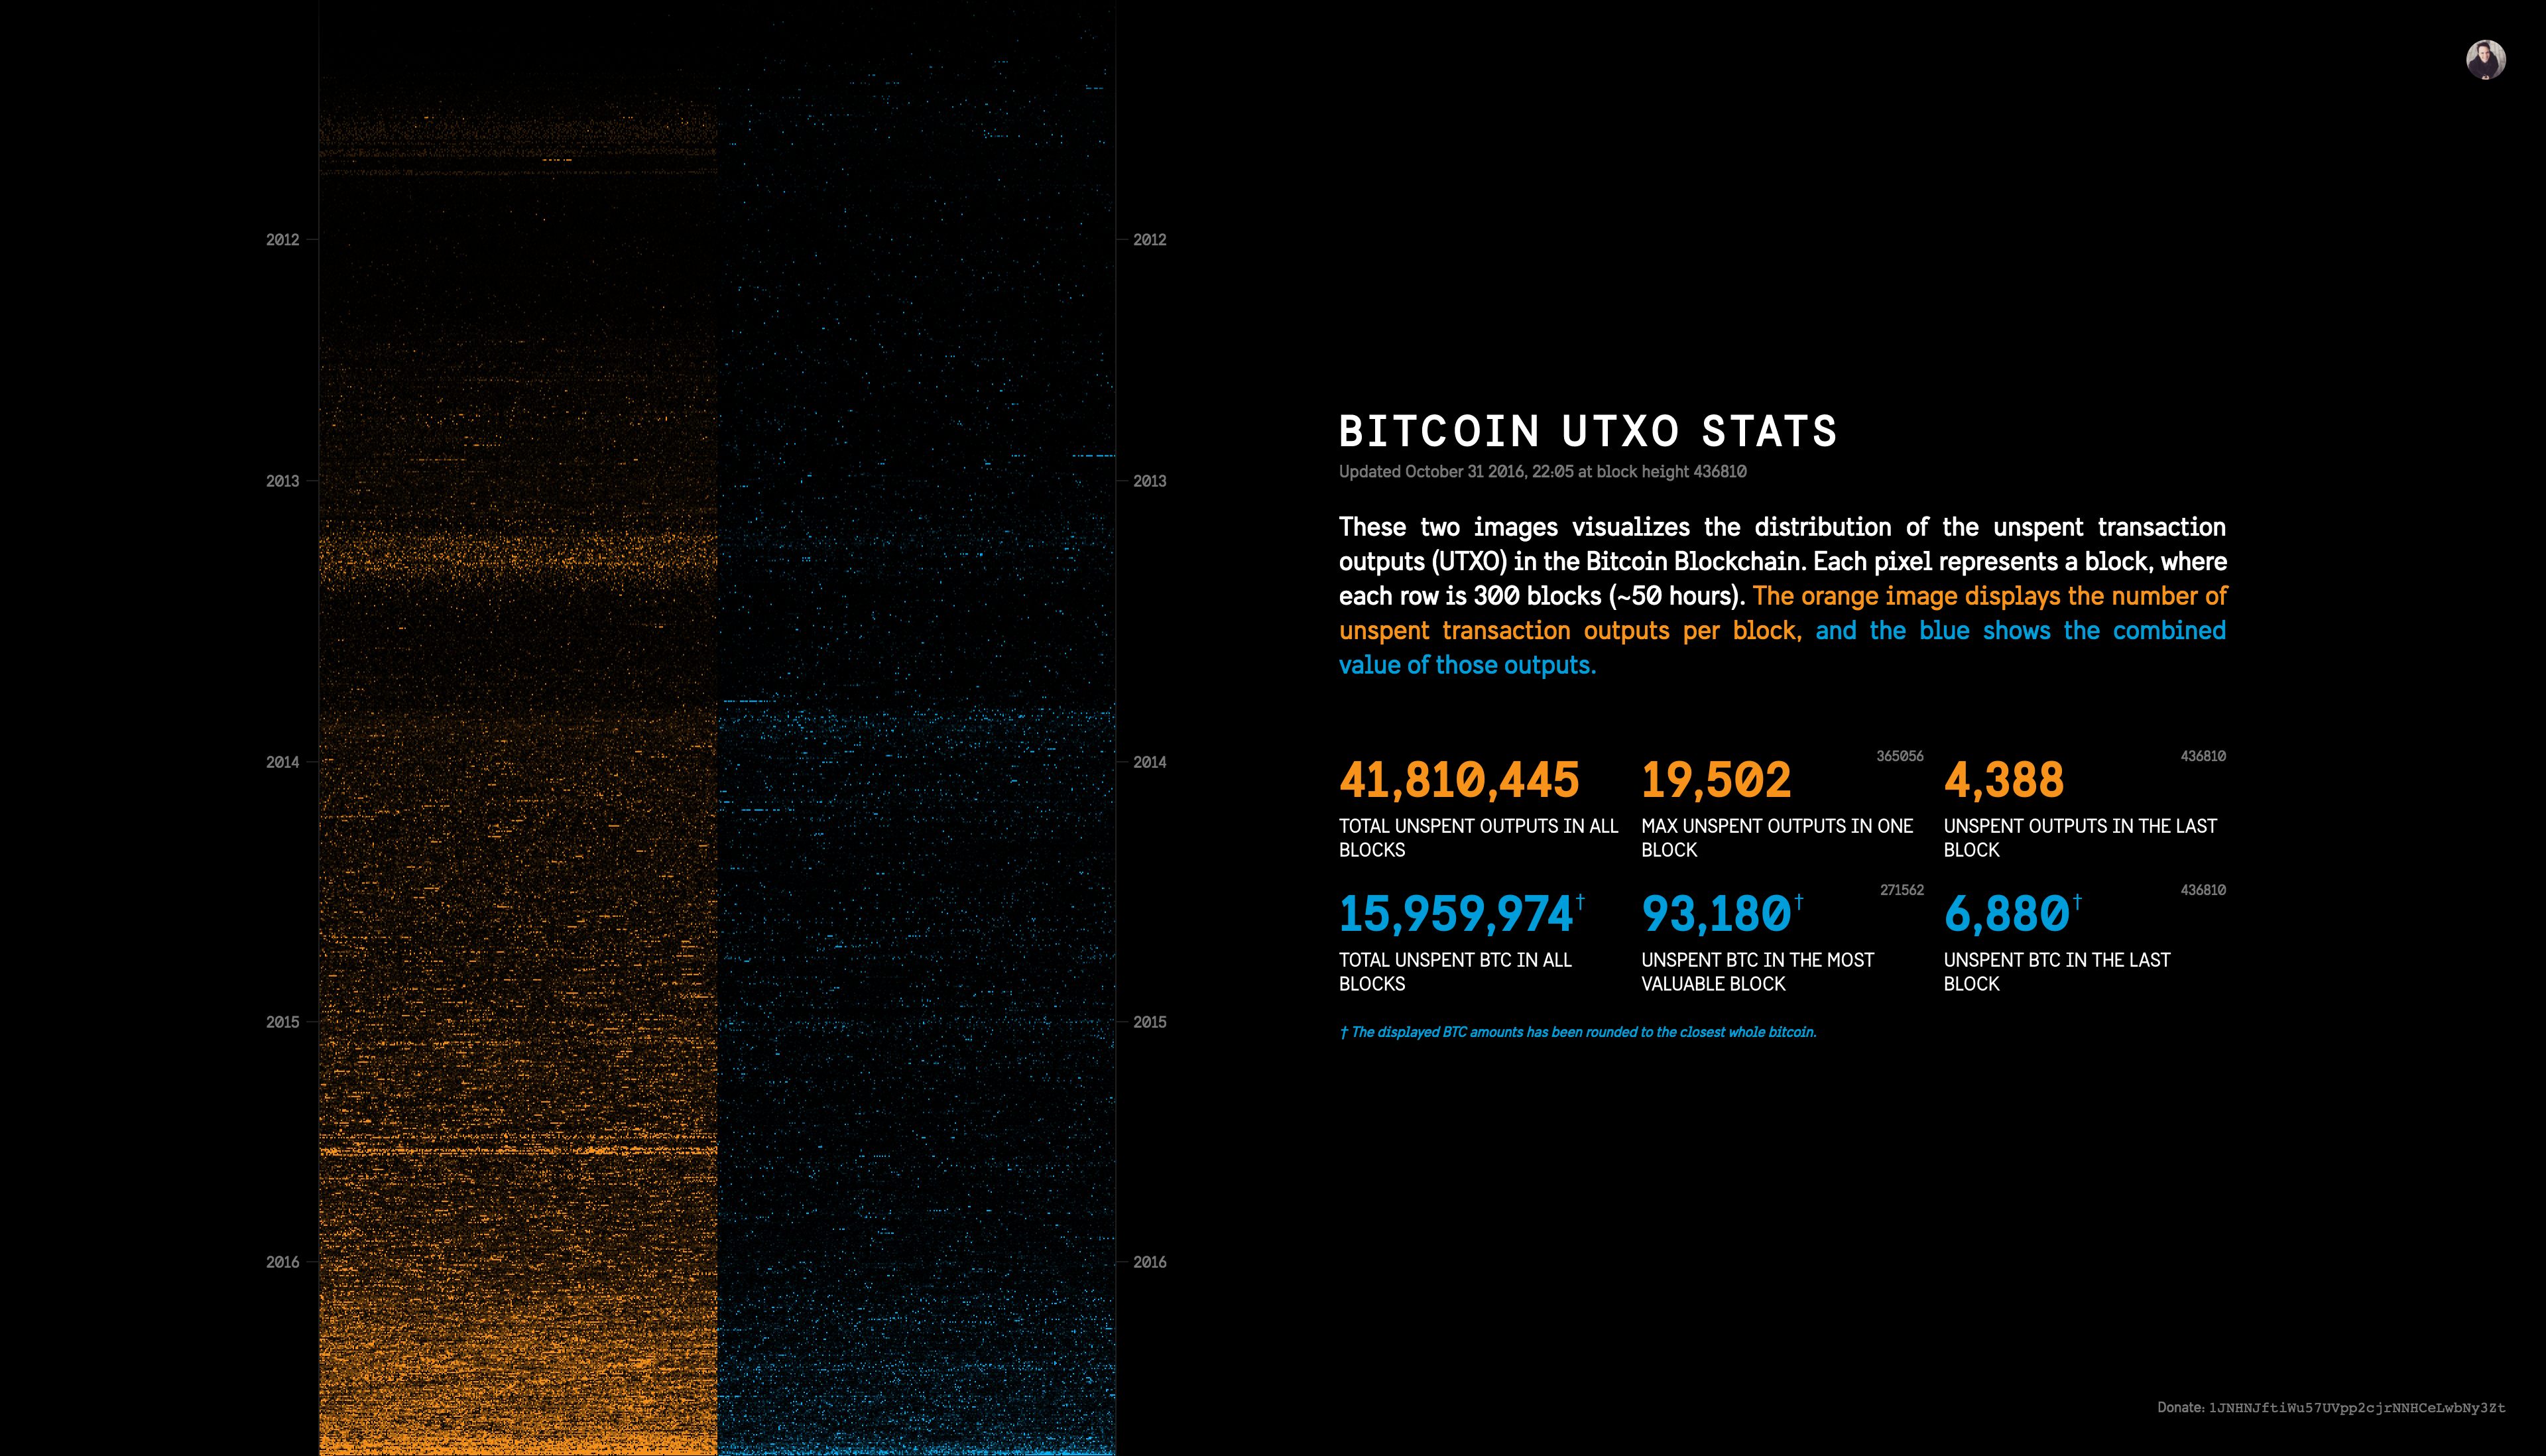 2012
2013
2014
2015
2016
2012
2013
2014
2015
2016
BITCOIN UTXO STATS
Updated October 31 2016, 22:05 at block height 436810
These two images visualizes the distribution of the unspent transaction
outputs (UTXO) in the Bitcoin Blockchain. Each pixel represents a block, where
each row is 300 blocks (~50 hours). The orange image displays the number of
unspent transaction outputs per block, and the blue shows the combined
value of those outputs.
41,810,445
TOTAL UNSPENT OUTPUTS IN ALL
BLOCKS
365056
19,502
MAX UNSPENT OUTPUTS IN ONE
BLOCK
436810
4,388
UNSPENT OUTPUTS IN THE LAST
BLOCK
15,959,974†
TOTAL UNSPENT BTC IN ALL
BLOCKS
271562
93,180†
UNSPENT BTC IN THE MOST
VALUABLE BLOCK
436810
6,880†
UNSPENT BTC IN THE LAST
BLOCK
† The displayed BTC amounts has been rounded to the closest whole bitcoin.
Donate: 1JNHNJftiWu57UVpp2cjrNNHCeLwbNy3Zt